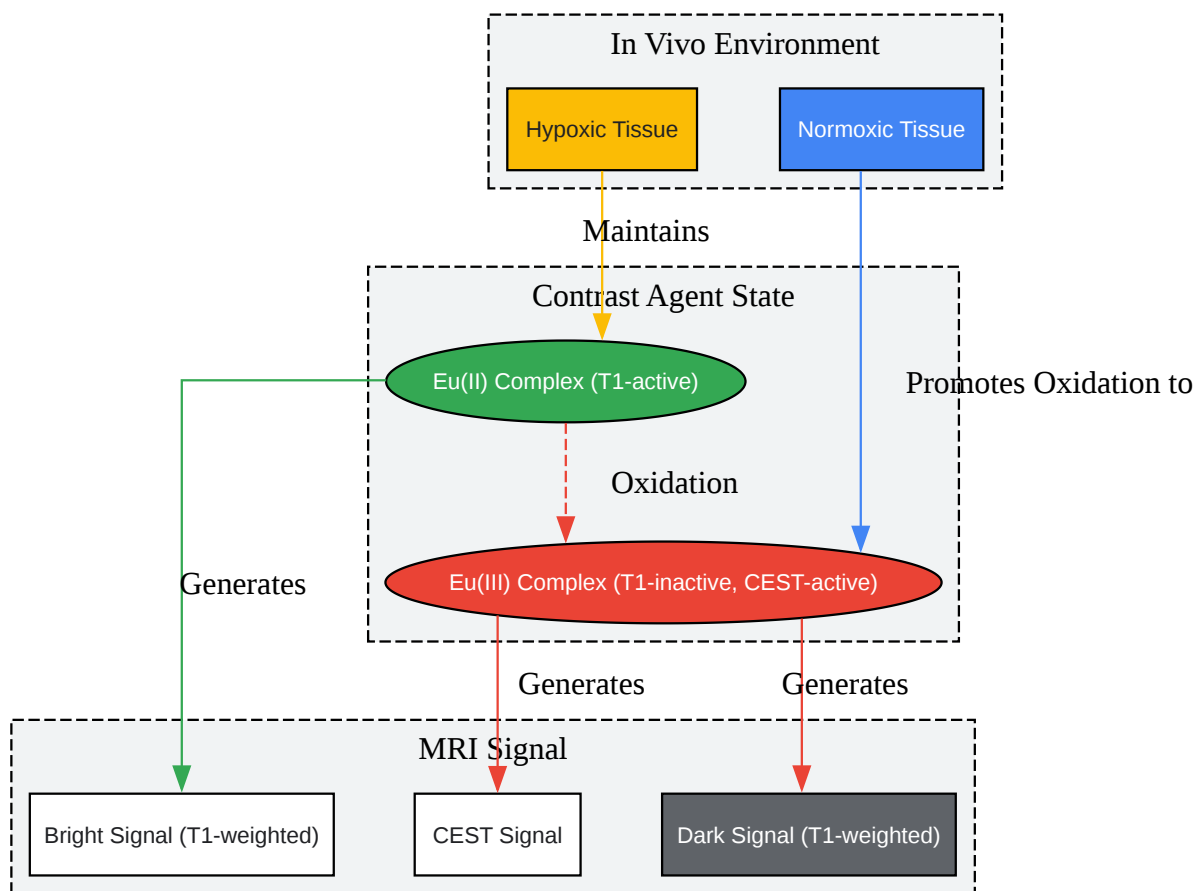 In Vivo Environment
Hypoxic Tissue
Normoxic Tissue
Maintains
Contrast Agent State
Eu(II) Complex (T1-active)
Promotes Oxidation to
Oxidation
Eu(III) Complex (T1-inactive, CEST-active)
Generates
Generates
Generates
MRI Signal
Bright Signal (T1-weighted)
CEST Signal
Dark Signal (T1-weighted)